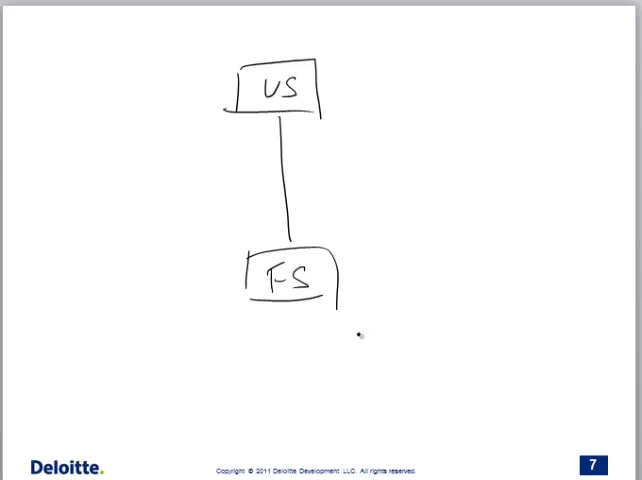 US
FS
Deloitte.
Copyright © 2011 Deloitte Development LLC. All rights reserved.
7